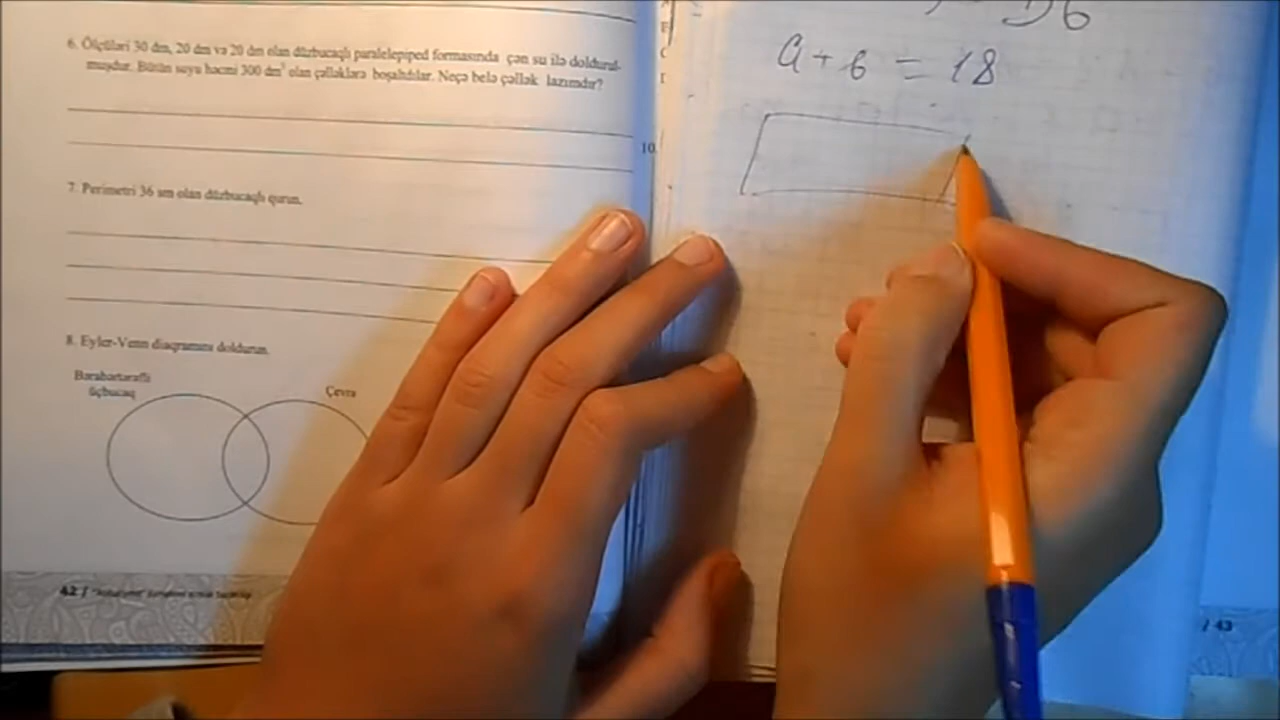 6. Ölçüləri 30 dm, 20 dm və 20 dm olan düzbucaqlı paralelepiped formasında çən su ilə doldurul-
muşdur. Bütün suyu həcmi 300 dm³ olan çəlləklərə boşaltdılar. Neçə belə çəllək lazımdır?
7. Perimetri 36 sm olan düzbucaqlı qurun.
8. Eyler-Venn diaqramını doldurun.
Bərabərtərəfli
üçbucaq
Çevrə
42 /
10.
a + b = 18
/ 43